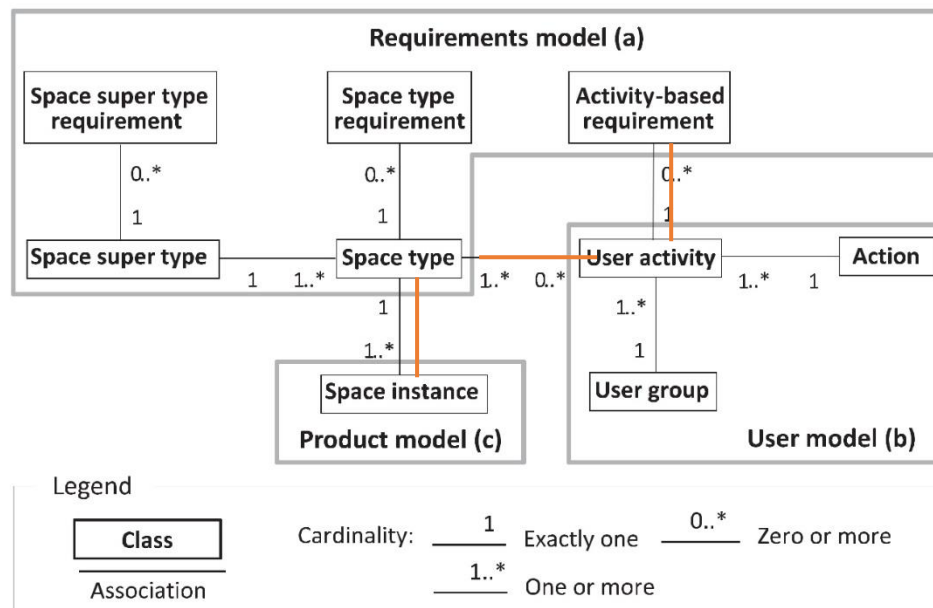 Requirements model (a)
Space super type
requirement
Space type
requirement
Activity-based
requirement
0..*
0..*
0..*
1
1
1
Space super type
Space type
User activity
Action
1
1..*
1..*
0..*
1..*
1
1
1..*
1..*
1
Space instance
User group
Product model (c)
User model (b)
Legend
Class
Association
Cardinality:
1
Exactly one
0..*
Zero or more
1..*
One or more